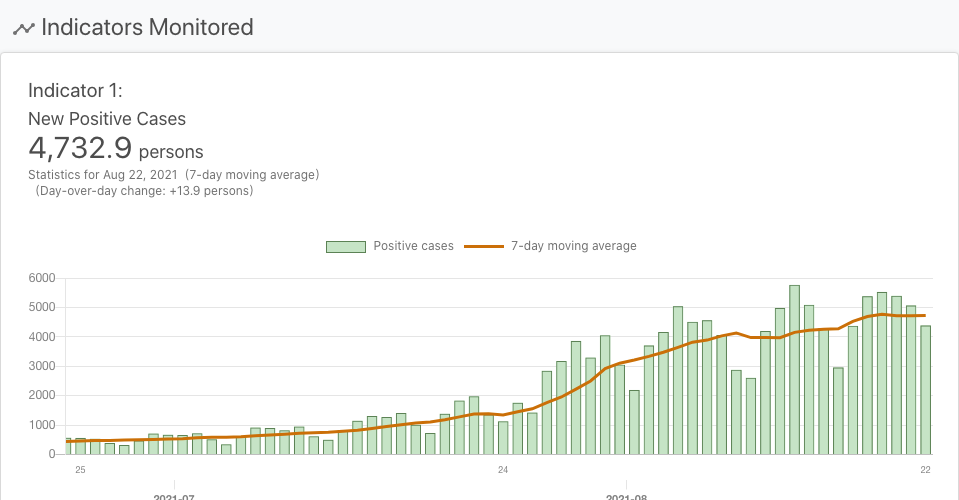 Indicators Monitored
Indicator 1:
New Positive Cases
4,732.9 persons
Statistics for Aug 22, 2021 (7-day moving average)
(Day-over-day change: +13.9 persons)
Positive cases 7-day moving average
6000
5000
4000
3000
2000
1000
0
25 24 22
2021-07 2021-08